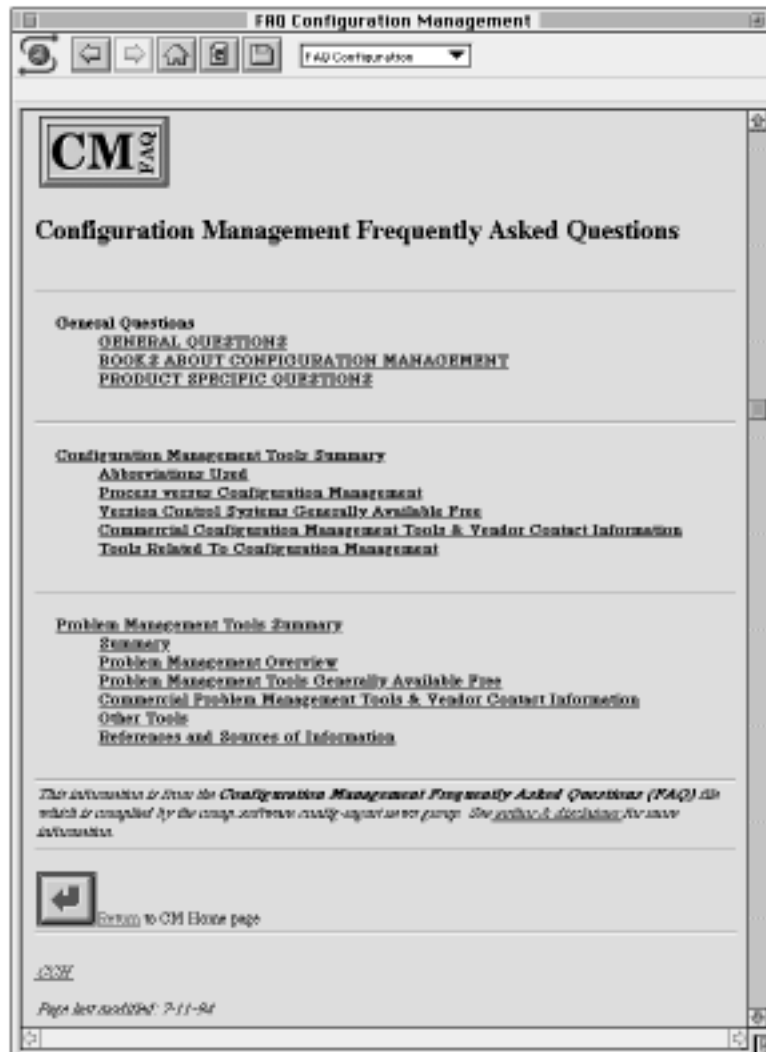 FAQ Configuration Management
FAQ Configuration
CM FAQ
Configuration Management Frequently Asked Questions
General Questions
GENERAL QUESTIONS
BOOKS ABOUT CONFIGURATION MANAGEMENT
PRODUCT SPECIFIC QUESTIONS
Configuration Management Tools Summary
Abbreviations Used
Process versus Configuration Management
Version Control Systems Generally Available Free
Commercial Configuration Management Tools & Vendor Contact Information
Tools Related To Configuration Management
Problem Management Tools Summary
Summary
Problem Management Overview
Problem Management Tools Generally Available Free
Commercial Problem Management Tools & Vendor Contact Information
Other Tools
References and Sources of Information
This information is from the Configuration Management Frequently Asked Questions (FAQ) file
which is compiled by the comp.software.config-mgmt news group. See author & disclaimer for more
information.
Return to CM Home page
CCH
Page last modified: 7-11-94